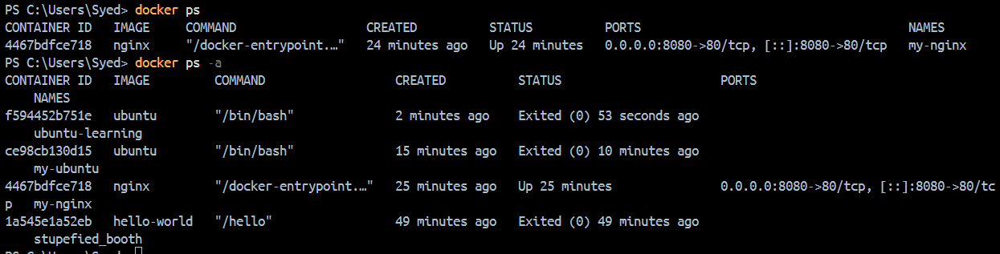 PS C:\Users\Syed> docker ps
CONTAINER ID   IMAGE     COMMAND                  CREATED          STATUS          PORTS                                     NAMES
4467bdfce718   nginx     "/docker-entrypoint.…"   24 minutes ago   Up 24 minutes   0.0.0.0:8080->80/tcp, [::]:8080->80/tcp   my-nginx
PS C:\Users\Syed> docker ps -a
CONTAINER ID   IMAGE         COMMAND                  CREATED          STATUS                      PORTS
    NAMES
f594452b751e   ubuntu        "/bin/bash"              2 minutes ago    Exited (0) 53 seconds ago
    ubuntu-learning
ce98cb130d15   ubuntu        "/bin/bash"              15 minutes ago   Exited (0) 10 minutes ago
    my-ubuntu
4467bdfce718   nginx         "/docker-entrypoint.…"   25 minutes ago   Up 25 minutes               0.0.0.0:8080->80/tcp, [::]:8080->80/tc
p   my-nginx
1a545e1a52eb   hello-world   "/hello"                 49 minutes ago   Exited (0) 49 minutes ago
    stupefied_booth
PS C:\Users\Syed>